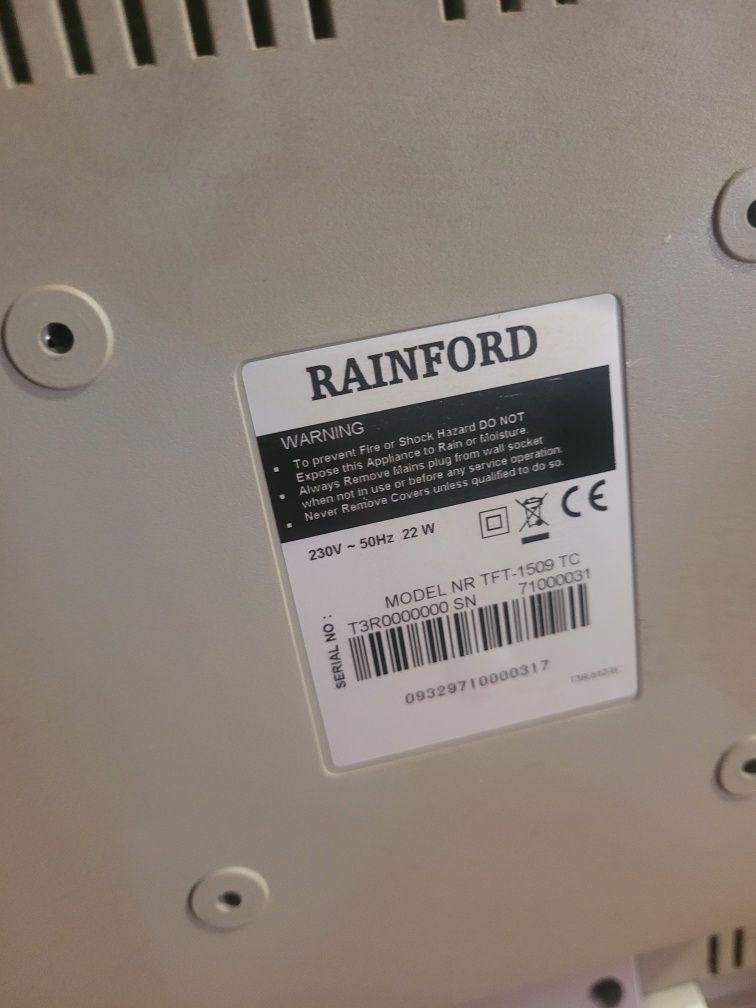 RAINFORD
WARNING
• To prevent Fire or Shock Hazard DO NOT
Expose this Appliance to Rain or Moisture.
• Always Remove Mains plug from wall socket
when not in use or before any service operation.
• Never Remove Covers unless qualified to do so.
230V ~ 50Hz 22 W
CE
MODEL NR TFT-1509 TC
T3R0000000 SN 71000031
SERIAL NO :
09329710000317